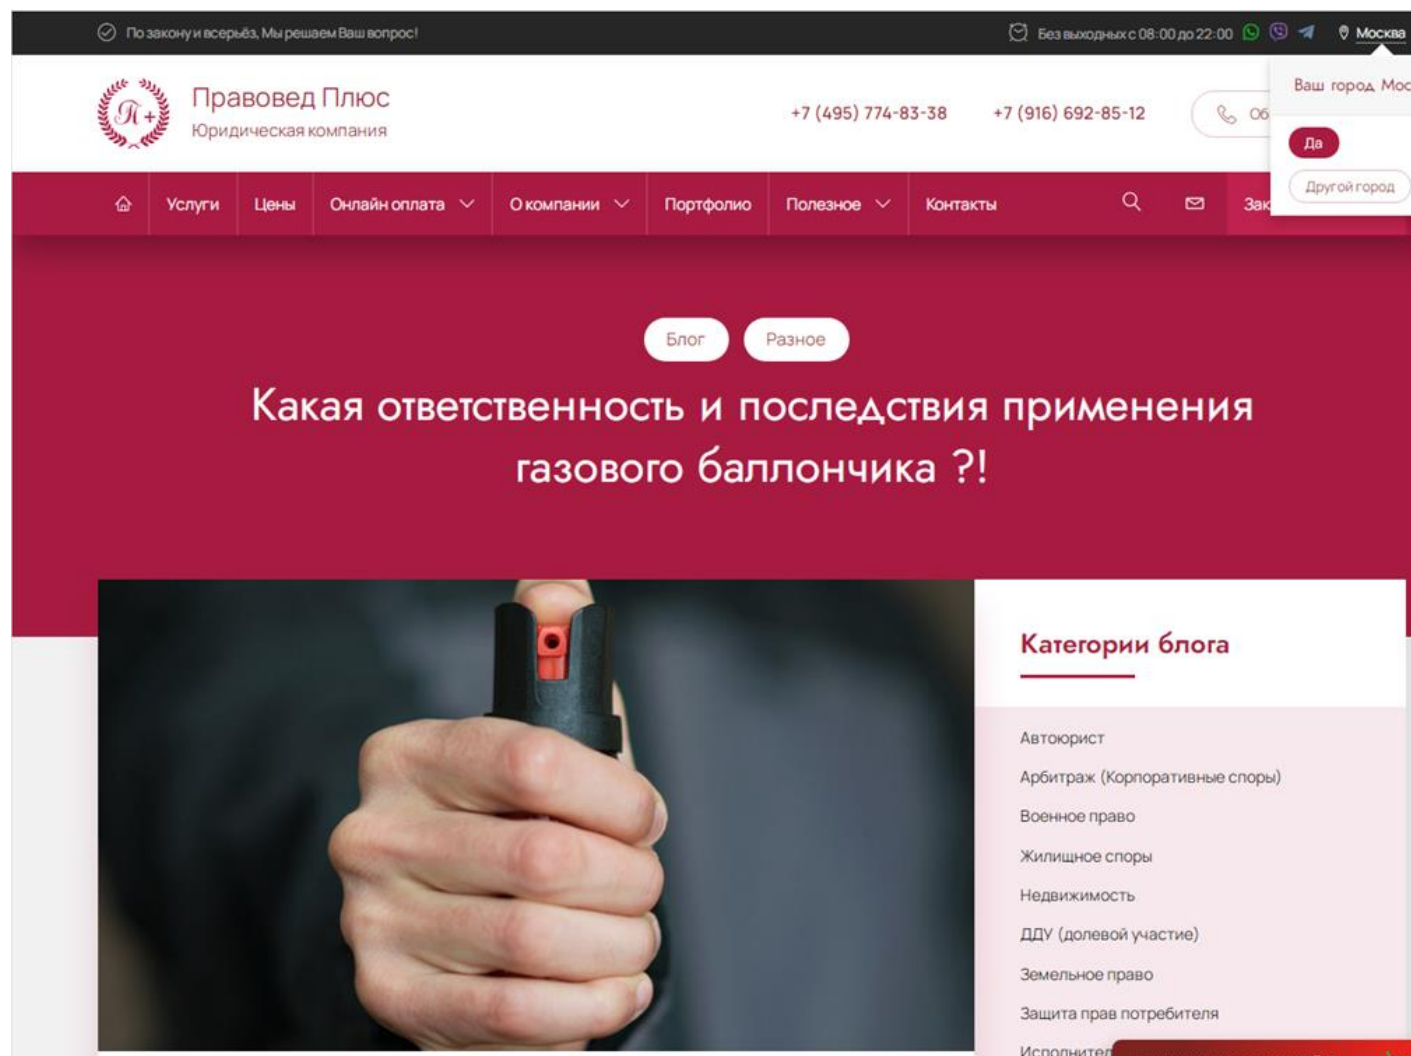 По закону и всерьёз, Мы решаем Ваш вопрос!
Без выходных с 08:00 до 22:00
Москва
Правовед Плюс
Юридическая компания
+7 (495) 774-83-38
+7 (916) 692-85-12
Ваш город
Да
Другой город
Услуги
Цены
Онлайн оплата
О компании
Портфолио
Полезное
Контакты
Блог
Разное
Какая ответственность и последствия применения
газового баллончика ?!
Категории блога
Автоюрист
Арбитраж (Корпоративные споры)
Военное право
Жилищное споры
Недвижимость
ДДУ (долевой участие)
Земельное право
Защита прав потребителя